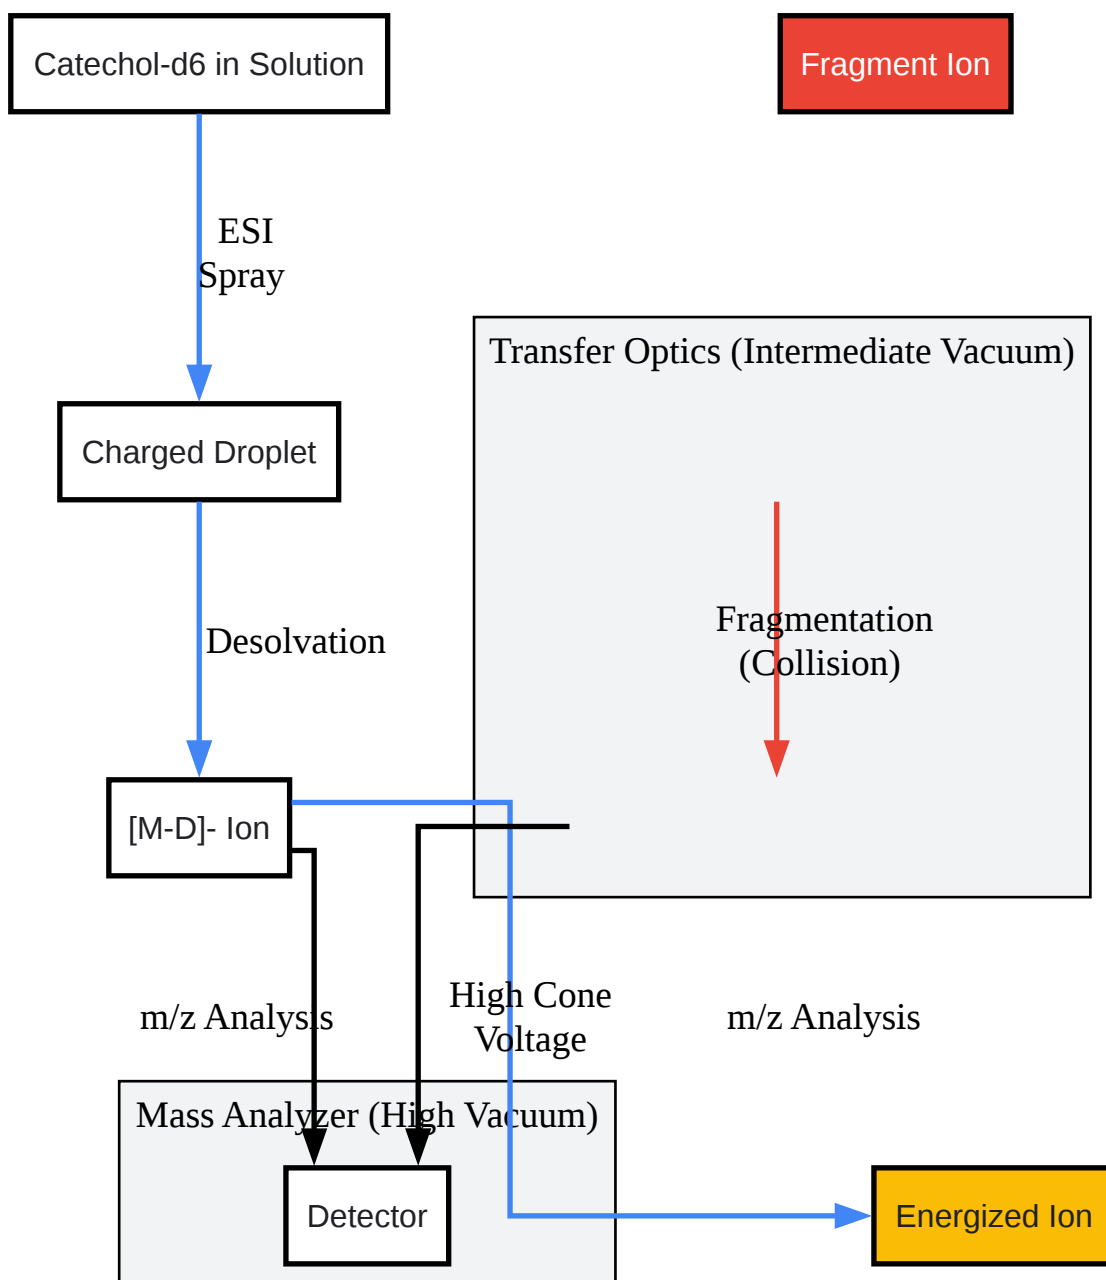 Catechol-d6 in Solution
Fragment Ion
ESI
Spray
Transfer Optics (Intermediate Vacuum)
Charged Droplet
Fragmentation
(Collision)
Desolvation
[M-D]- Ion
High Cone
Voltage
m/z Analysis
m/z Analysis
Mass Analyzer (High Vacuum)
Detector
Energized Ion